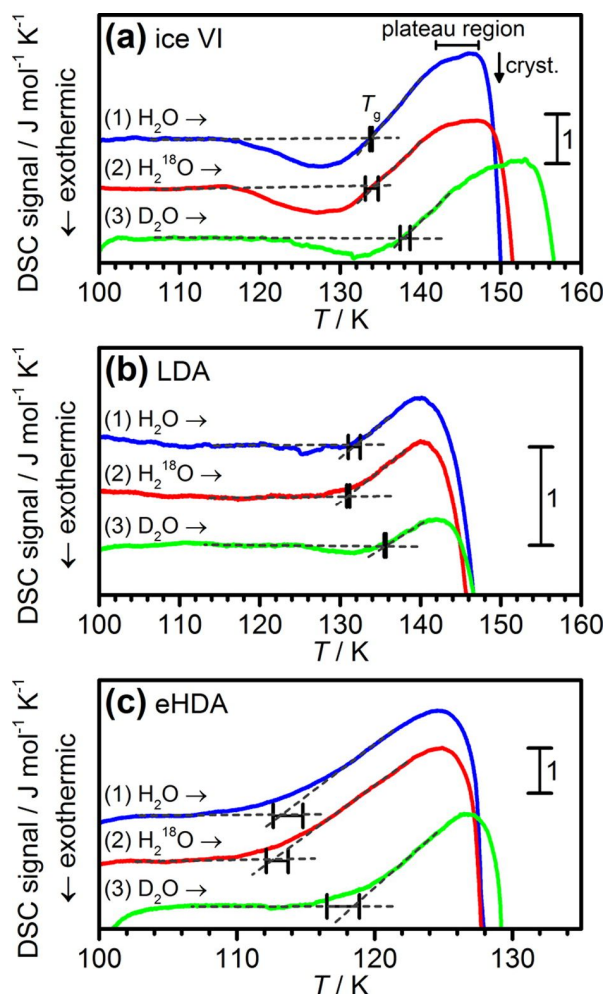 (a) ice VI
plateau region
cryst.
T_g
(1) H₂O →
(2) H₂¹⁸O →
(3) D₂O →
1
DSC signal / J mol⁻¹ K⁻¹
← exothermic
100 110 120 130 140 150 160
T / K
(b) LDA
(1) H₂O →
(2) H₂¹⁸O →
(3) D₂O →
1
DSC signal / J mol⁻¹ K⁻¹
← exothermic
100 110 120 130 140 150 160
T / K
(c) eHDA
(1) H₂O →
(2) H₂¹⁸O →
(3) D₂O →
1
DSC signal / J mol⁻¹ K⁻¹
← exothermic
100 110 120 130
T / K